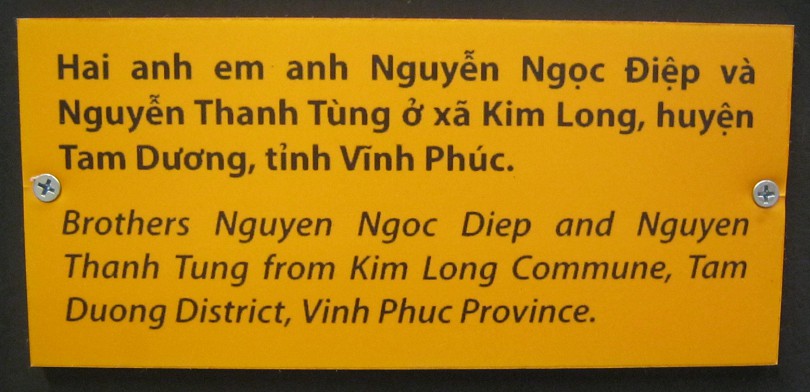 Hai anh em anh Nguyễn Ngọc Điệp và
Nguyễn Thanh Tùng ở xã Kim Long, huyện
Tam Dương, tỉnh Vĩnh Phúc.
Brothers Nguyen Ngoc Diep and Nguyen
Thanh Tung from Kim Long Commune, Tam
Duong District, Vinh Phuc Province.